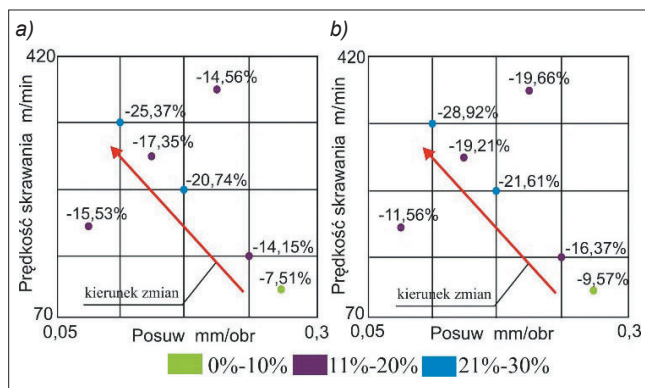 a)
420
-14,56%
-25,37%
-17,35%
-20,74%
-15,53%
-14,15%
-7,51%
kierunek zmian
70
0,05
Posuw mm/obr
0,3
Prędkość skrawania m/min
b)
420
-19,66%
-28,92%
-19,21%
-21,61%
-11,56%
-16,37%
-9,57%
kierunek zmian
70
0,05
Posuw mm/obr
0,3
Prędkość skrawania m/min
0%-10% 11%-20% 21%-30%